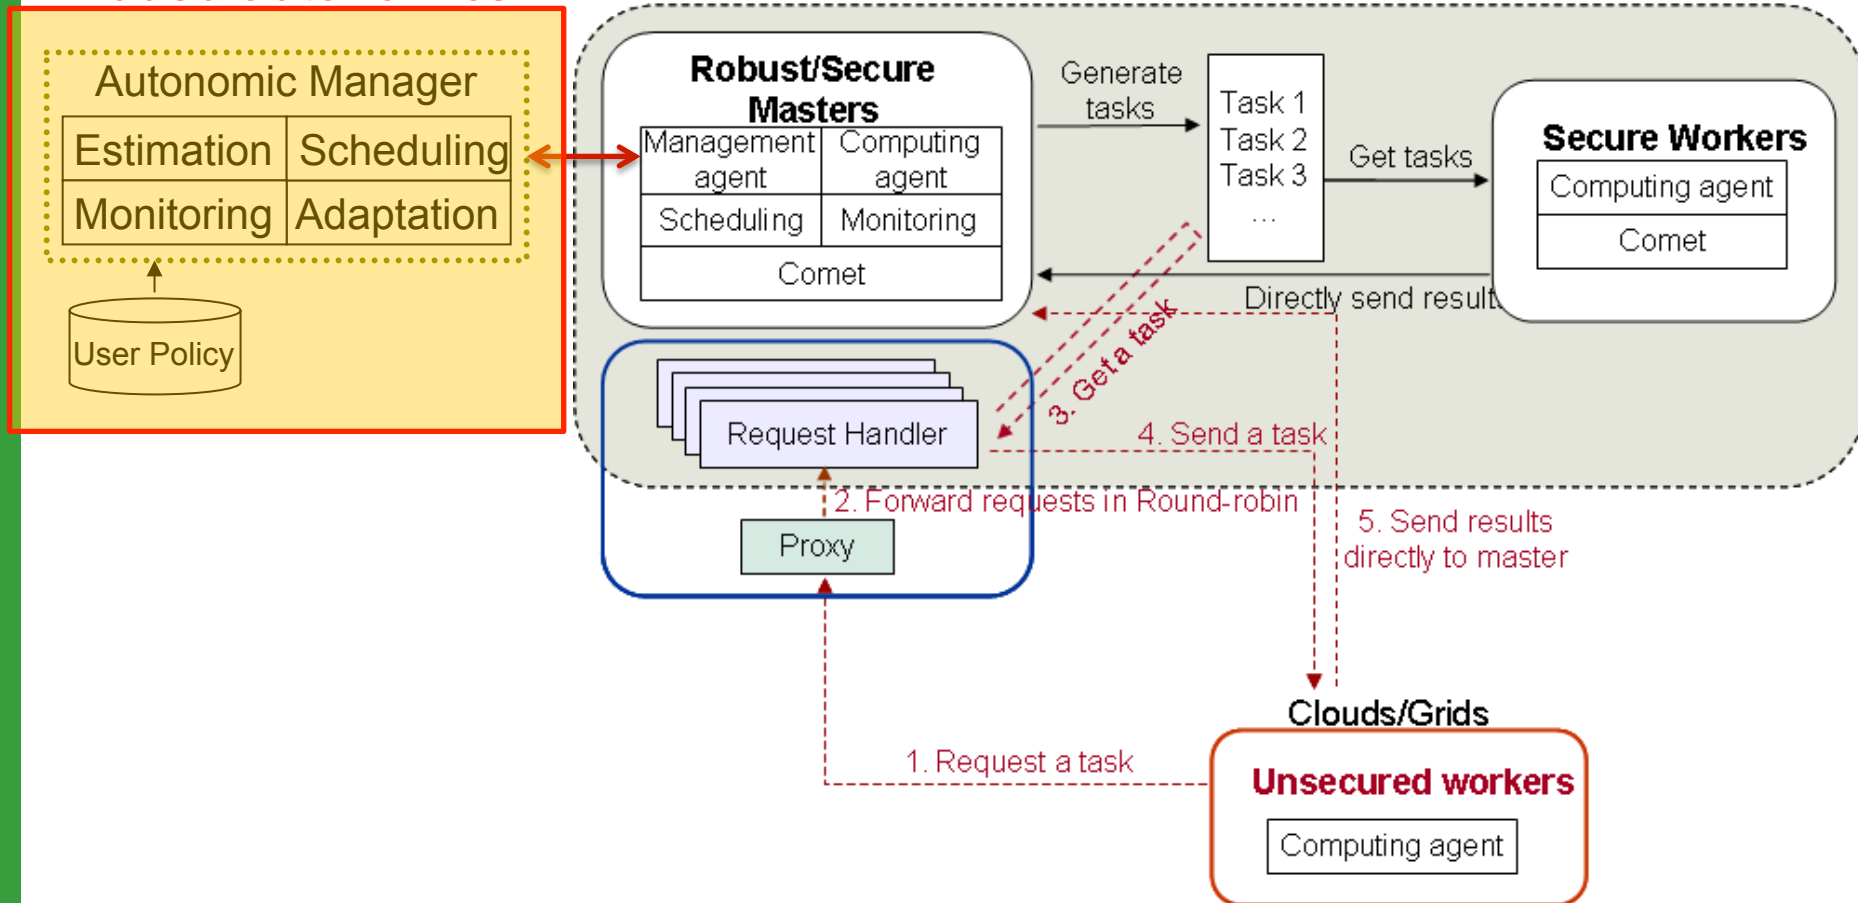 Autonomic Manager
Estimation
Scheduling
Monitoring
Adaptation
User Policy
Robust/Secure
Masters
Management
agent
Computing
agent
Scheduling
Monitoring
Comet
Generate
tasks
Task 1
Task 2
Task 3
...
Get tasks
Secure Workers
Computing agent
Comet
Directly send result
3. Get a task
Request Handler
4. Send a task
2. Forward requests in Round-robin
Proxy
5. Send results
directly to master
Clouds/Grids
1. Request a task
Unsecured workers
Computing agent